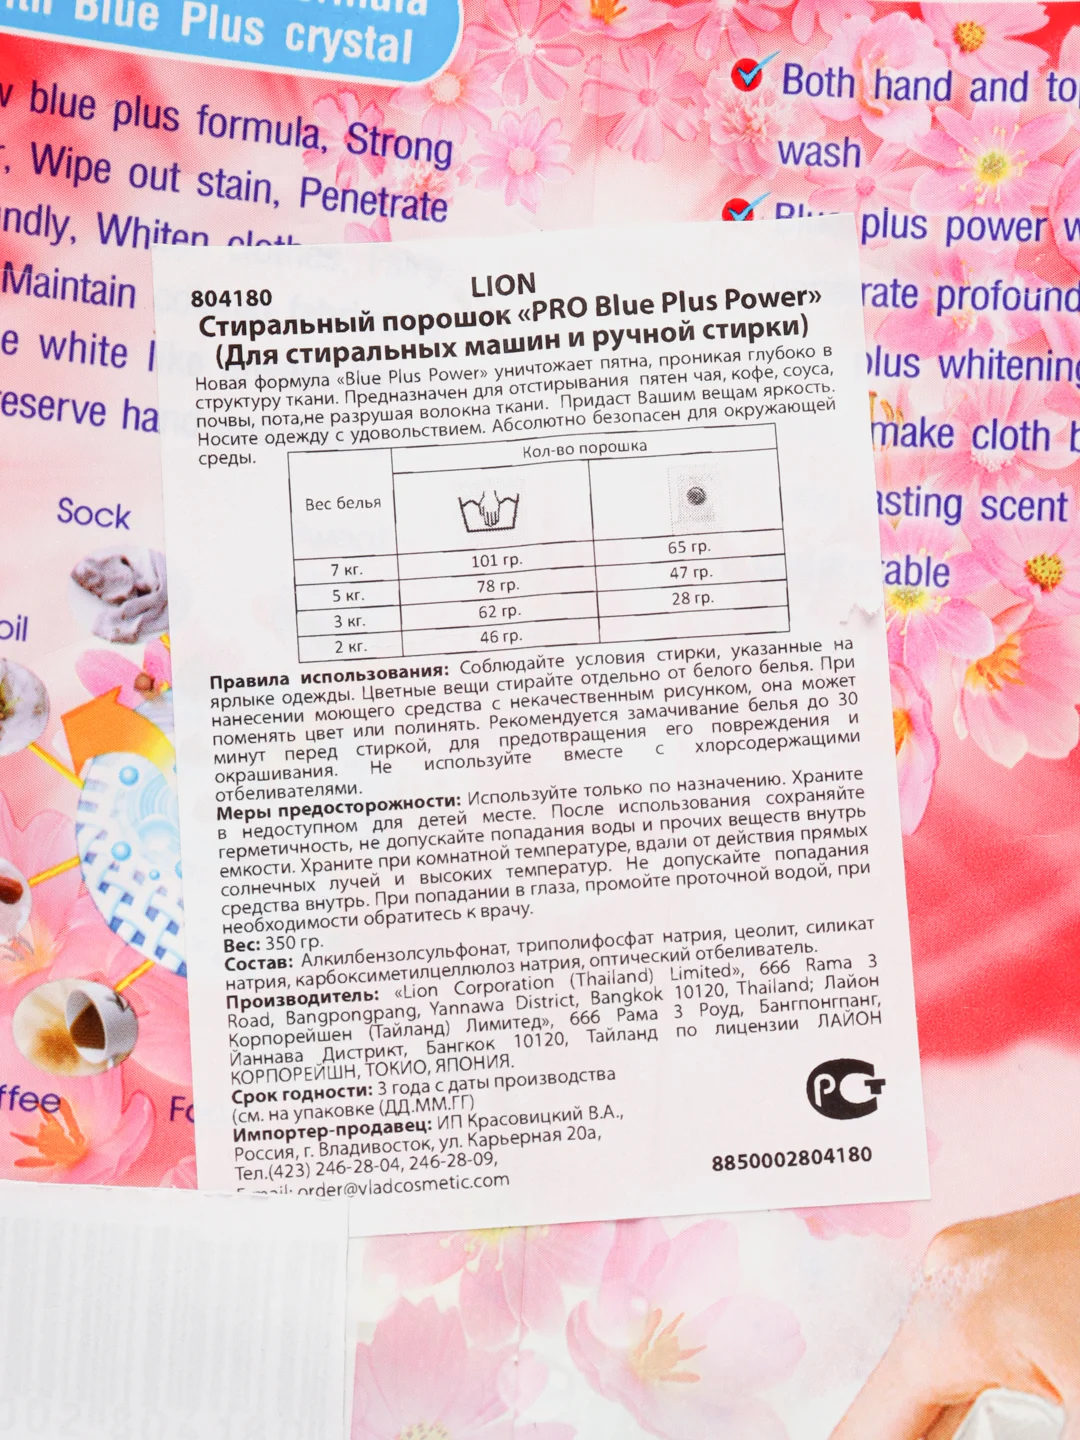 Blue Plus crystal
blue plus formula, Strong
Wipe out stain, Penetrate
Whiten
Maintain
white
Both hand and
wash
plus power
profound
plus whitening
make cloth
lasting scent
Sock
804180
LION
Стиральный порошок «PRO Blue Plus Power»
(Для стиральных машин и ручной стирки)
Новая формула «Blue Plus Power» уничтожает пятна, проникая глубоко в
структуру ткани. Предназначен для отстирывания пятен чая, кофе, соуса,
почвы, пота,не разрушая волокна ткани. Придаст Вашим вещам яркость.
Носите одежду с удовольствием. Абсолютно безопасен для окружающей
среды.
Вес белья
Кол-во порошка
7 кг. 101 гр. 65 гр.
5 кг. 78 гр. 47 гр.
3 кг. 62 гр. 28 гр.
2 кг. 46 гр.
Правила использования: Соблюдайте условия стирки, указанные на
ярлыке одежды. Цветные вещи стирайте отдельно от белого белья. При
нанесении моющего средства с некачественным рисунком, она может
поменять цвет или полинять. Рекомендуется замачивание белья до 30
минут перед стиркой, для предотвращения его повреждения и
окрашивания. Не используйте вместе с хлорсодержащими
отбеливателями.
Меры предосторожности: Используйте только по назначению. Храните
в недоступном для детей месте. После использования сохраняйте
герметичность, не допускайте попадания воды и прочих веществ внутрь
емкости. Храните при комнатной температуре, вдали от действия прямых
солнечных лучей и высоких температур. Не допускайте попадания
средства внутрь. При попадании в глаза, промойте проточной водой, при
необходимости обратитесь к врачу.
Вес: 350 гр.
Состав: Алкилбензолсульфонат, триполифосфат натрия, цеолит, силикат
натрия, карбоксиметилцеллюлоз натрия, оптический отбеливатель.
Производитель: «Lion Corporation (Thailand) Limited», 666 Rama 3
Road, Bangpongpang, Yannawa District, Bangkok 10120, Thailand; Лайон
Корпорейшен (Тайланд) Лимитед», 666 Рама 3 Роуд, Бангпонгпанг,
Йаннава Дистрикт, Бангкок 10120, Тайланд по лицензии ЛАЙОН
КОРПОРЕЙШН, ТОКИО, ЯПОНИЯ.
Срок годности: 3 года с даты производства
(см. на упаковке (ДД.ММ.ГГ)
Импортер-продавец: ИП Красовицкий В.А.,
Россия, г. Владивосток, ул. Карьерная 20а,
Тел.(423) 246-28-04, 246-28-09,
E-mail: order@vladcosmetic.com
РСТ
8850002804180